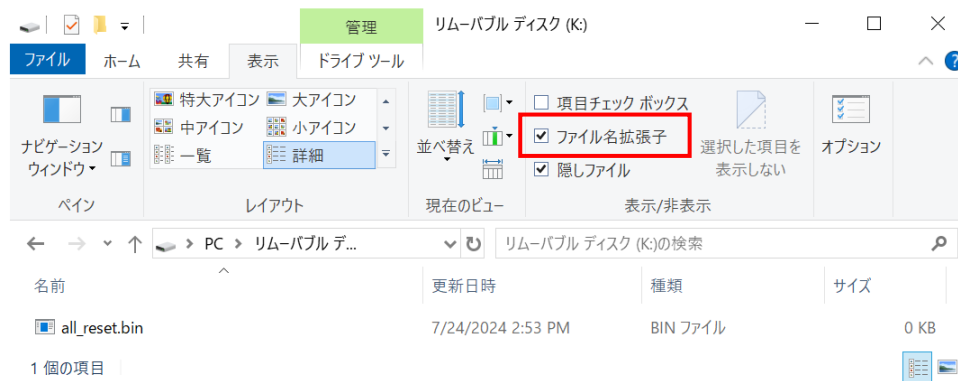 管理
リムーバブル ディスク (K:)
ファイル
ホーム
共有
表示
ドライブ ツール
?
ナビゲーション
ウィンドウ
特大アイコン
大アイコン
中アイコン
小アイコン
一覧
詳細
並べ替え
項目チェック ボックス
ファイル名拡張子
隠しファイル
選択した項目を
表示しない
オプション
ペイン
レイアウト
現在のビュー
表示/非表示
PC
リムーバブル デ...
リムーバブル ディスク (K:)の検索
名前
更新日時
種類
サイズ
all_reset.bin
7/24/2024 2:53 PM
BIN ファイル
0 KB
1 個の項目